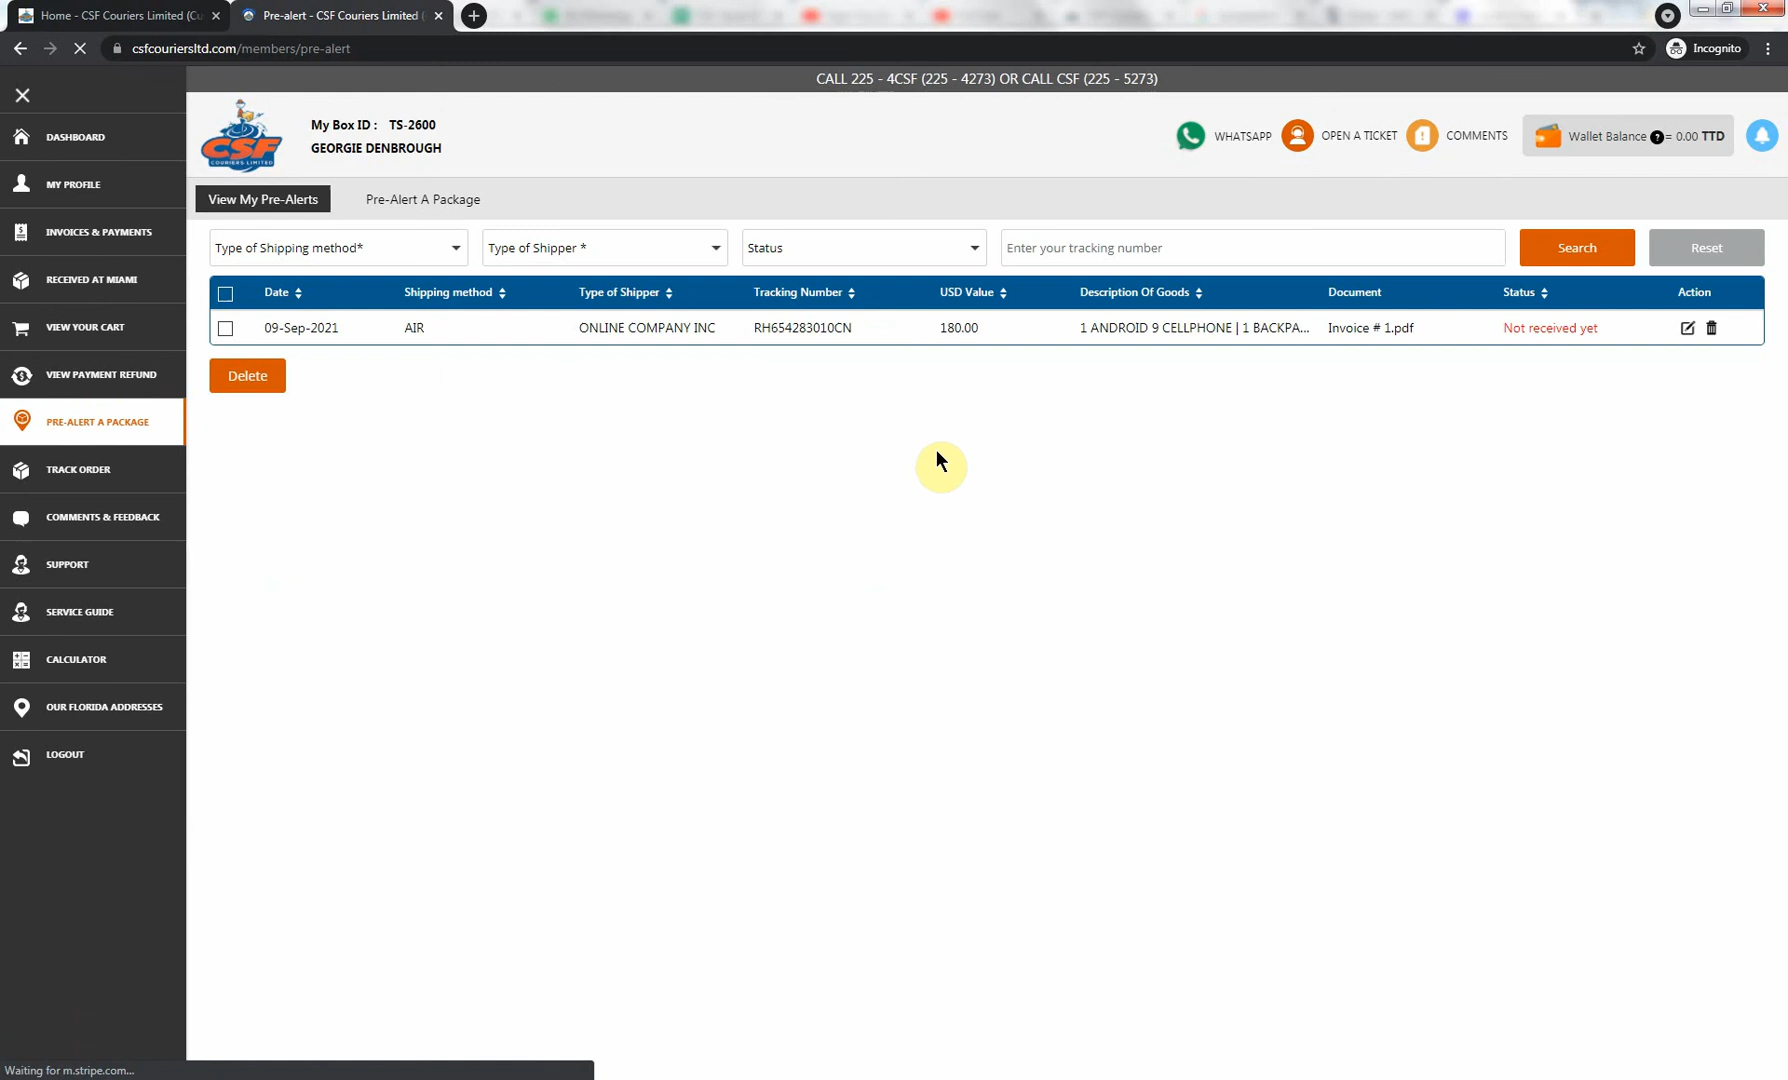 Home - CSF Couriers Limited (Cu
Pre-alert - CSF Couriers Limited (
csfcouriersltd.com/members/pre-alert
Incognito
CALL 225 - 4CSF (225 - 4273) OR CALL CSF (225 - 5273)
CSF
COURIERS LIMITED
My Box ID : TS-2600
GEORGIE DENBROUGH
WHATSAPP
OPEN A TICKET
COMMENTS
Wallet Balance ? = 0.00 TTD
DASHBOARD
MY PROFILE
INVOICES & PAYMENTS
RECEIVED AT MIAMI
VIEW YOUR CART
VIEW PAYMENT REFUND
PRE-ALERT A PACKAGE
TRACK ORDER
COMMENTS & FEEDBACK
SUPPORT
SERVICE GUIDE
CALCULATOR
OUR FLORIDA ADDRESSES
LOGOUT
View My Pre-Alerts
Pre-Alert A Package
Type of Shipping method*
Type of Shipper *
Status
Enter your tracking number
Search
Reset
Date Shipping method Type of Shipper Tracking Number USD Value Description Of Goods Document Status Action
09-Sep-2021 AIR ONLINE COMPANY INC RH654283010CN 180.00 1 ANDROID 9 CELLPHONE | 1 BACKPA... Invoice # 1.pdf Not received yet
Delete
Waiting for m.stripe.com...